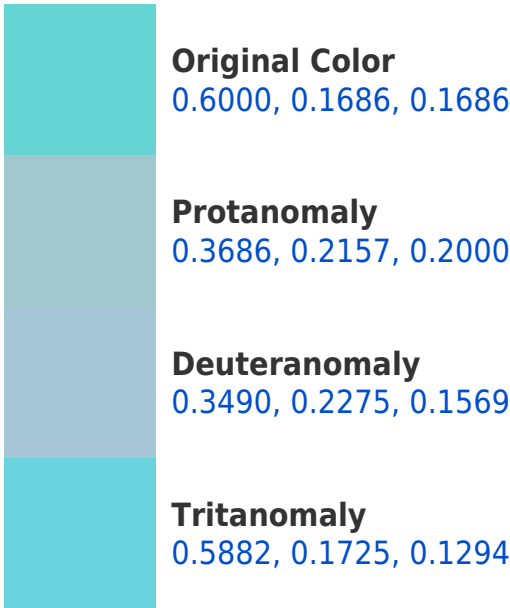 Original Color
0.6000, 0.1686, 0.1686
Protanomaly
0.3686, 0.2157, 0.2000
Deuteranomaly
0.3490, 0.2275, 0.1569
Tritanomaly
0.5882, 0.1725, 0.1294